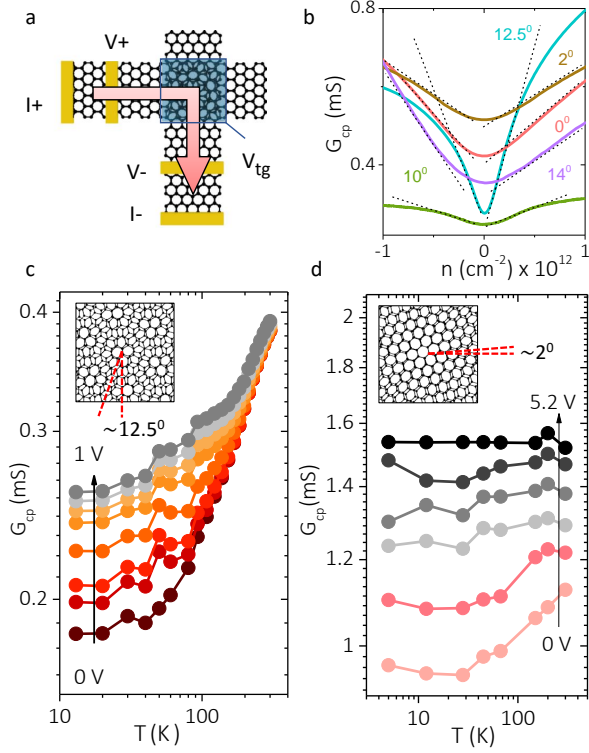 a
V+
I+
V-
I-
Vtg
b
0.8
0.4
Gcp (mS)
12.5⁰
2⁰
0⁰
14⁰
10⁰
-1 0 1
n (cm⁻²) x 10¹²
c
0.4
0.3
0.2
Gcp (mS)
~12.5⁰
1 V
0 V
10 100
T (K)
d
2
1.8
1.6
1.4
1.2
1
Gcp (mS)
~2⁰
5.2 V
0 V
10 100
T (K)